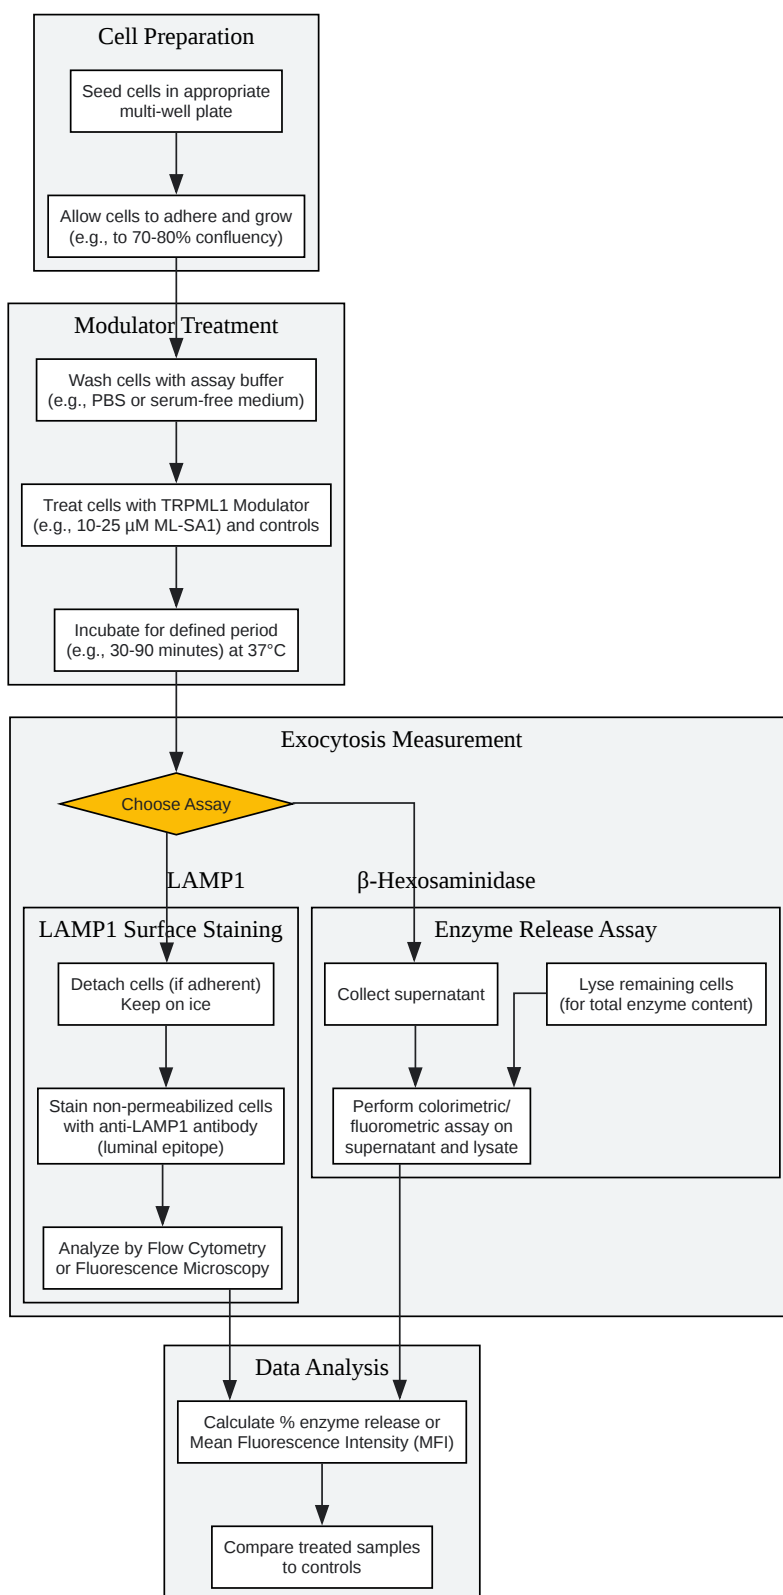 Cell Preparation
Seed cells in appropriate
multi-well plate
Allow cells to adhere and grow
(e.g., to 70-80% confluency)
Modulator Treatment
Wash cells with assay buffer
(e.g., PBS or serum-free medium)
Treat cells with TRPML1 Modulator
(e.g., 10-25 µM ML-SA1) and controls
Incubate for defined period
(e.g., 30-90 minutes) at 37°C
Exocytosis Measurement
Choose Assay
LAMP1
β-Hexosaminidase
LAMP1 Surface Staining
Detach cells (if adherent)
Keep on ice
Stain non-permeabilized cells
with anti-LAMP1 antibody
(luminal epitope)
Analyze by Flow Cytometry
or Fluorescence Microscopy
Enzyme Release Assay
Collect supernatant
Lyse remaining cells
(for total enzyme content)
Perform colorimetric/
fluorometric assay on
supernatant and lysate
Data Analysis
Calculate % enzyme release or
Mean Fluorescence Intensity (MFI)
Compare treated samples
to controls